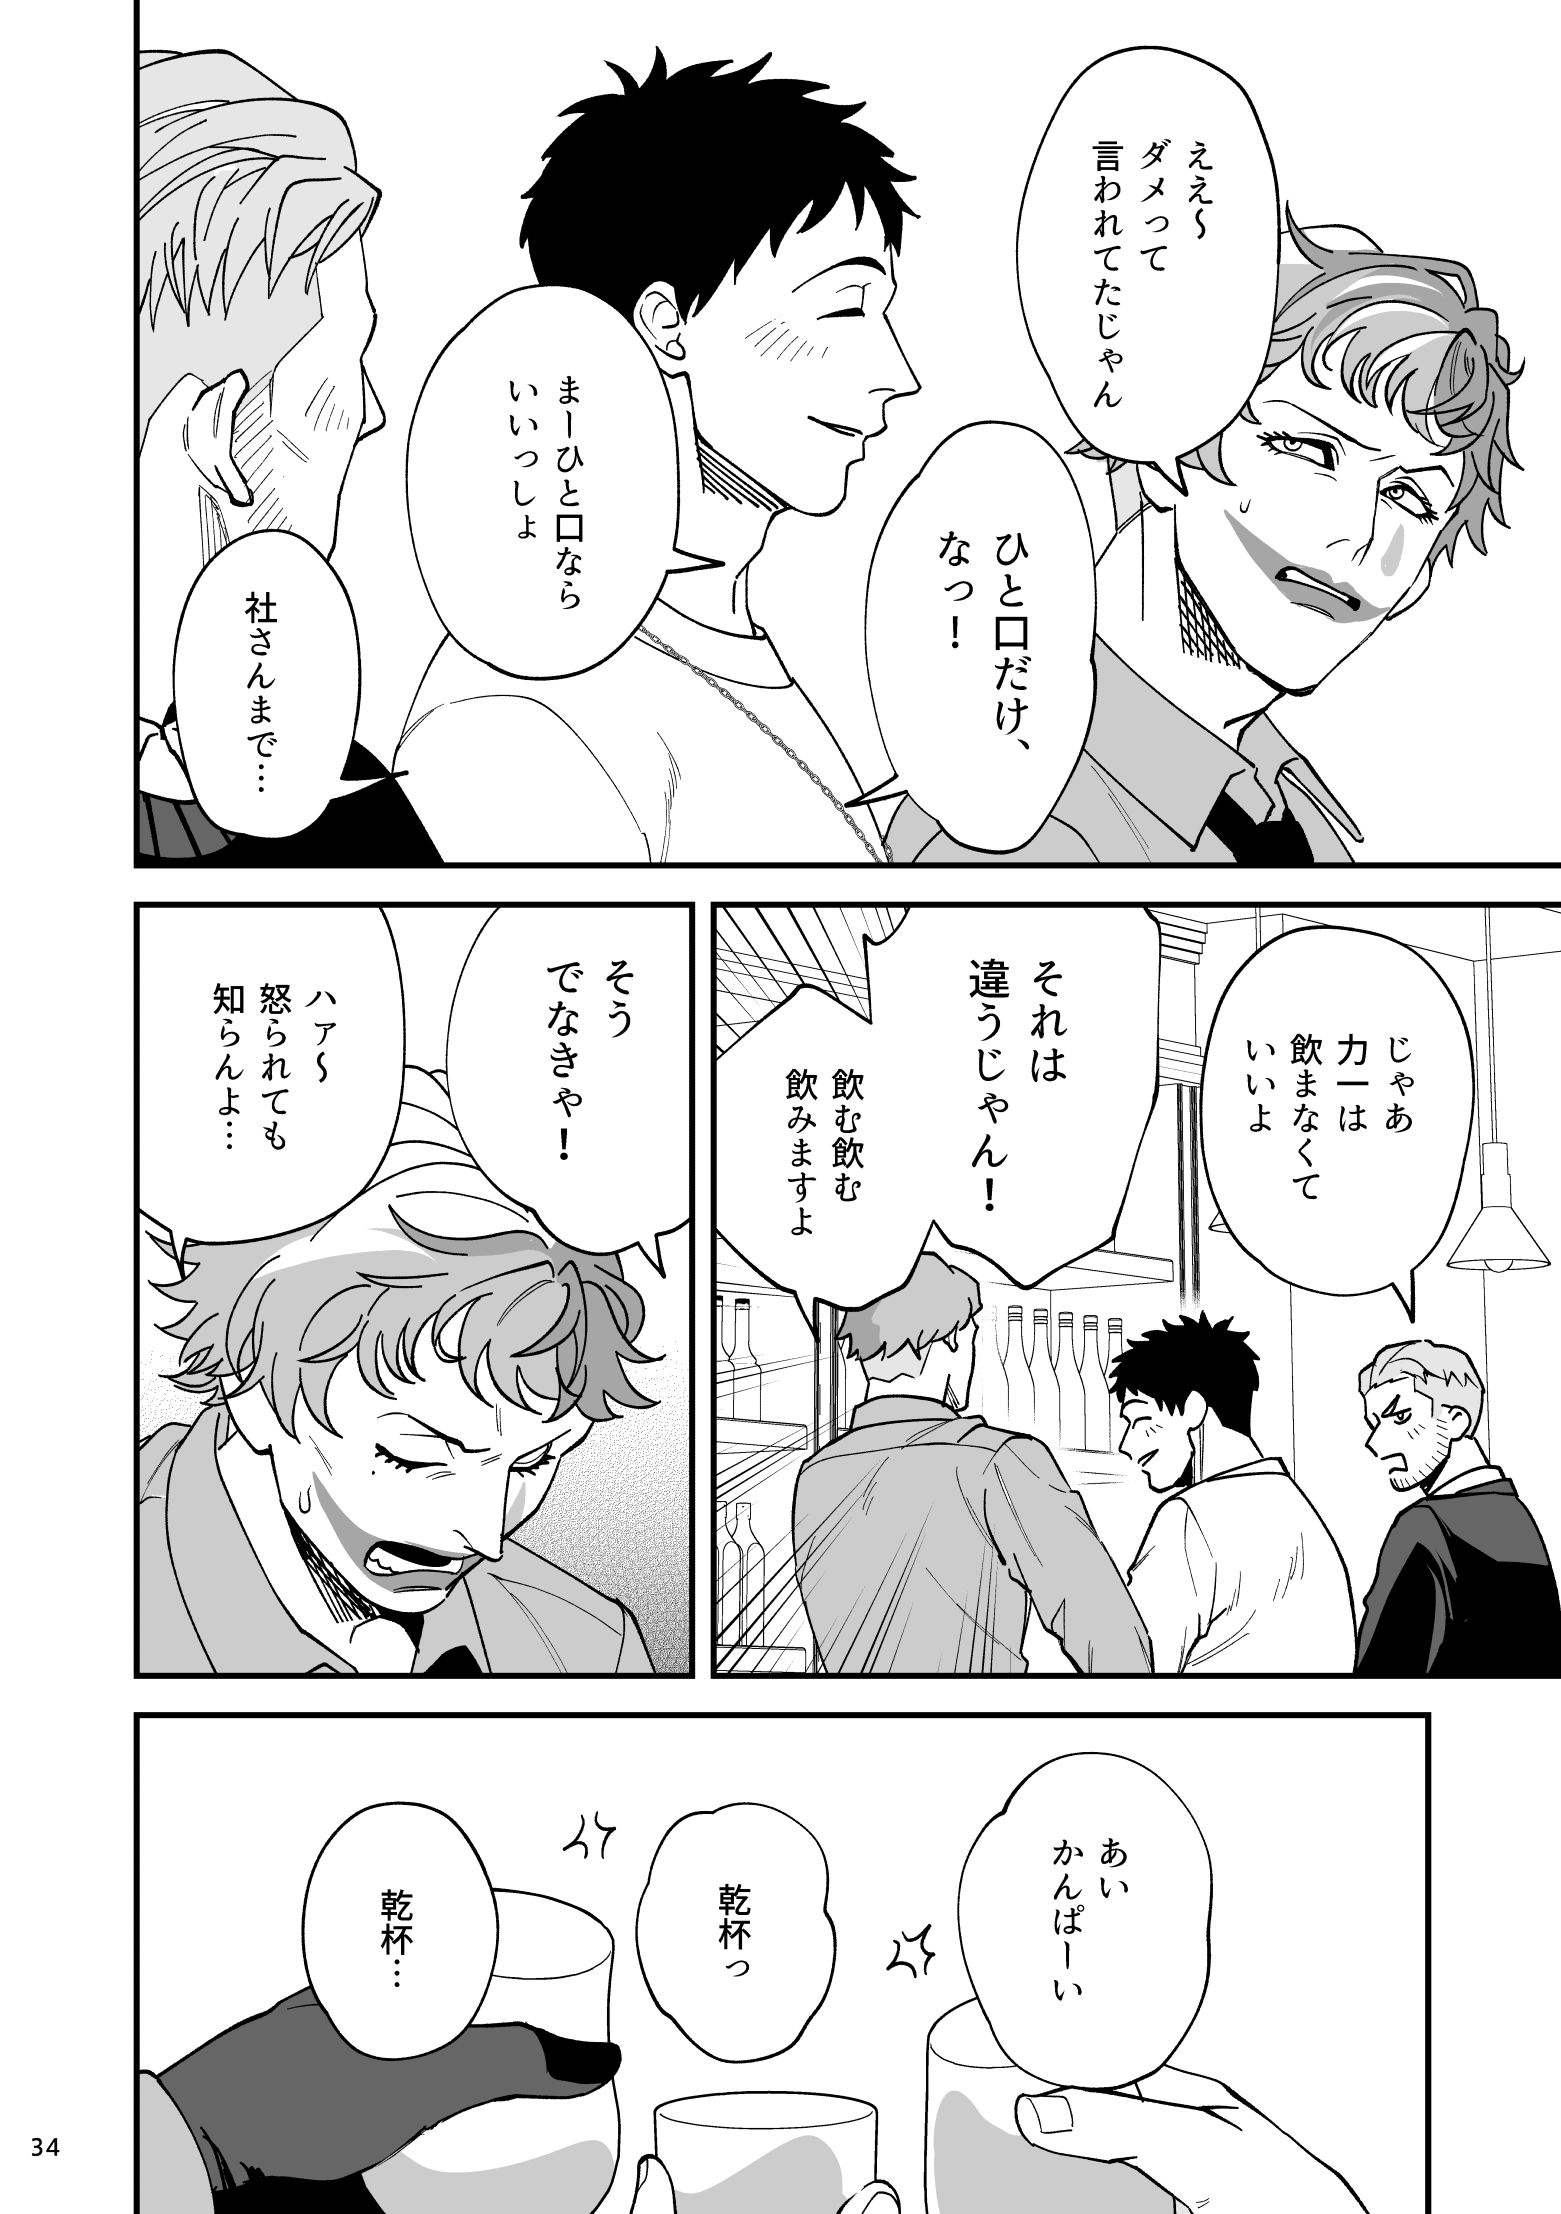 ええ〜
ダメって
言われてたじゃん
ひと口だけ、
なっ！
まーひと口なら
いいっしょ
社さんまで…
じゃあ
力一は
飲まなくて
いいよ
それは
違うじゃん！
飲む飲む
飲みますよ
そう
でなきゃ！
ハァ〜
怒られても
知らんよ…
あい
かんぱーい
乾杯っ
乾杯…
34